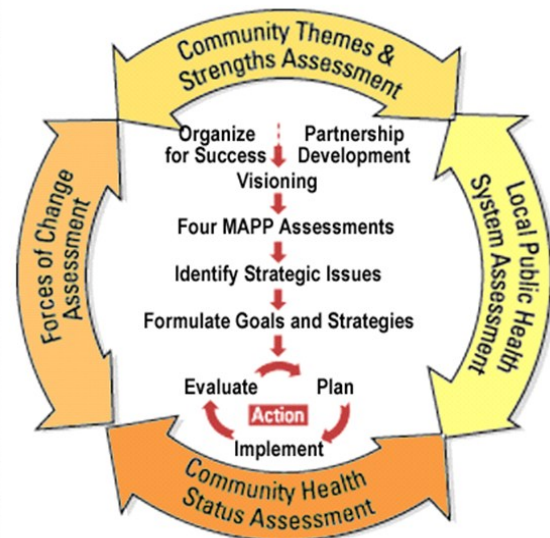 Community Themes &
Strengths Assessment
Organize
for Success
Partnership
Development
Visioning
Four MAPP Assessments
Identify Strategic Issues
Formulate Goals and Strategies
Evaluate
Plan
Action
Implement
Forces of Change
Assessment
Local Public Health
System Assessment
Community Health
Status Assessment